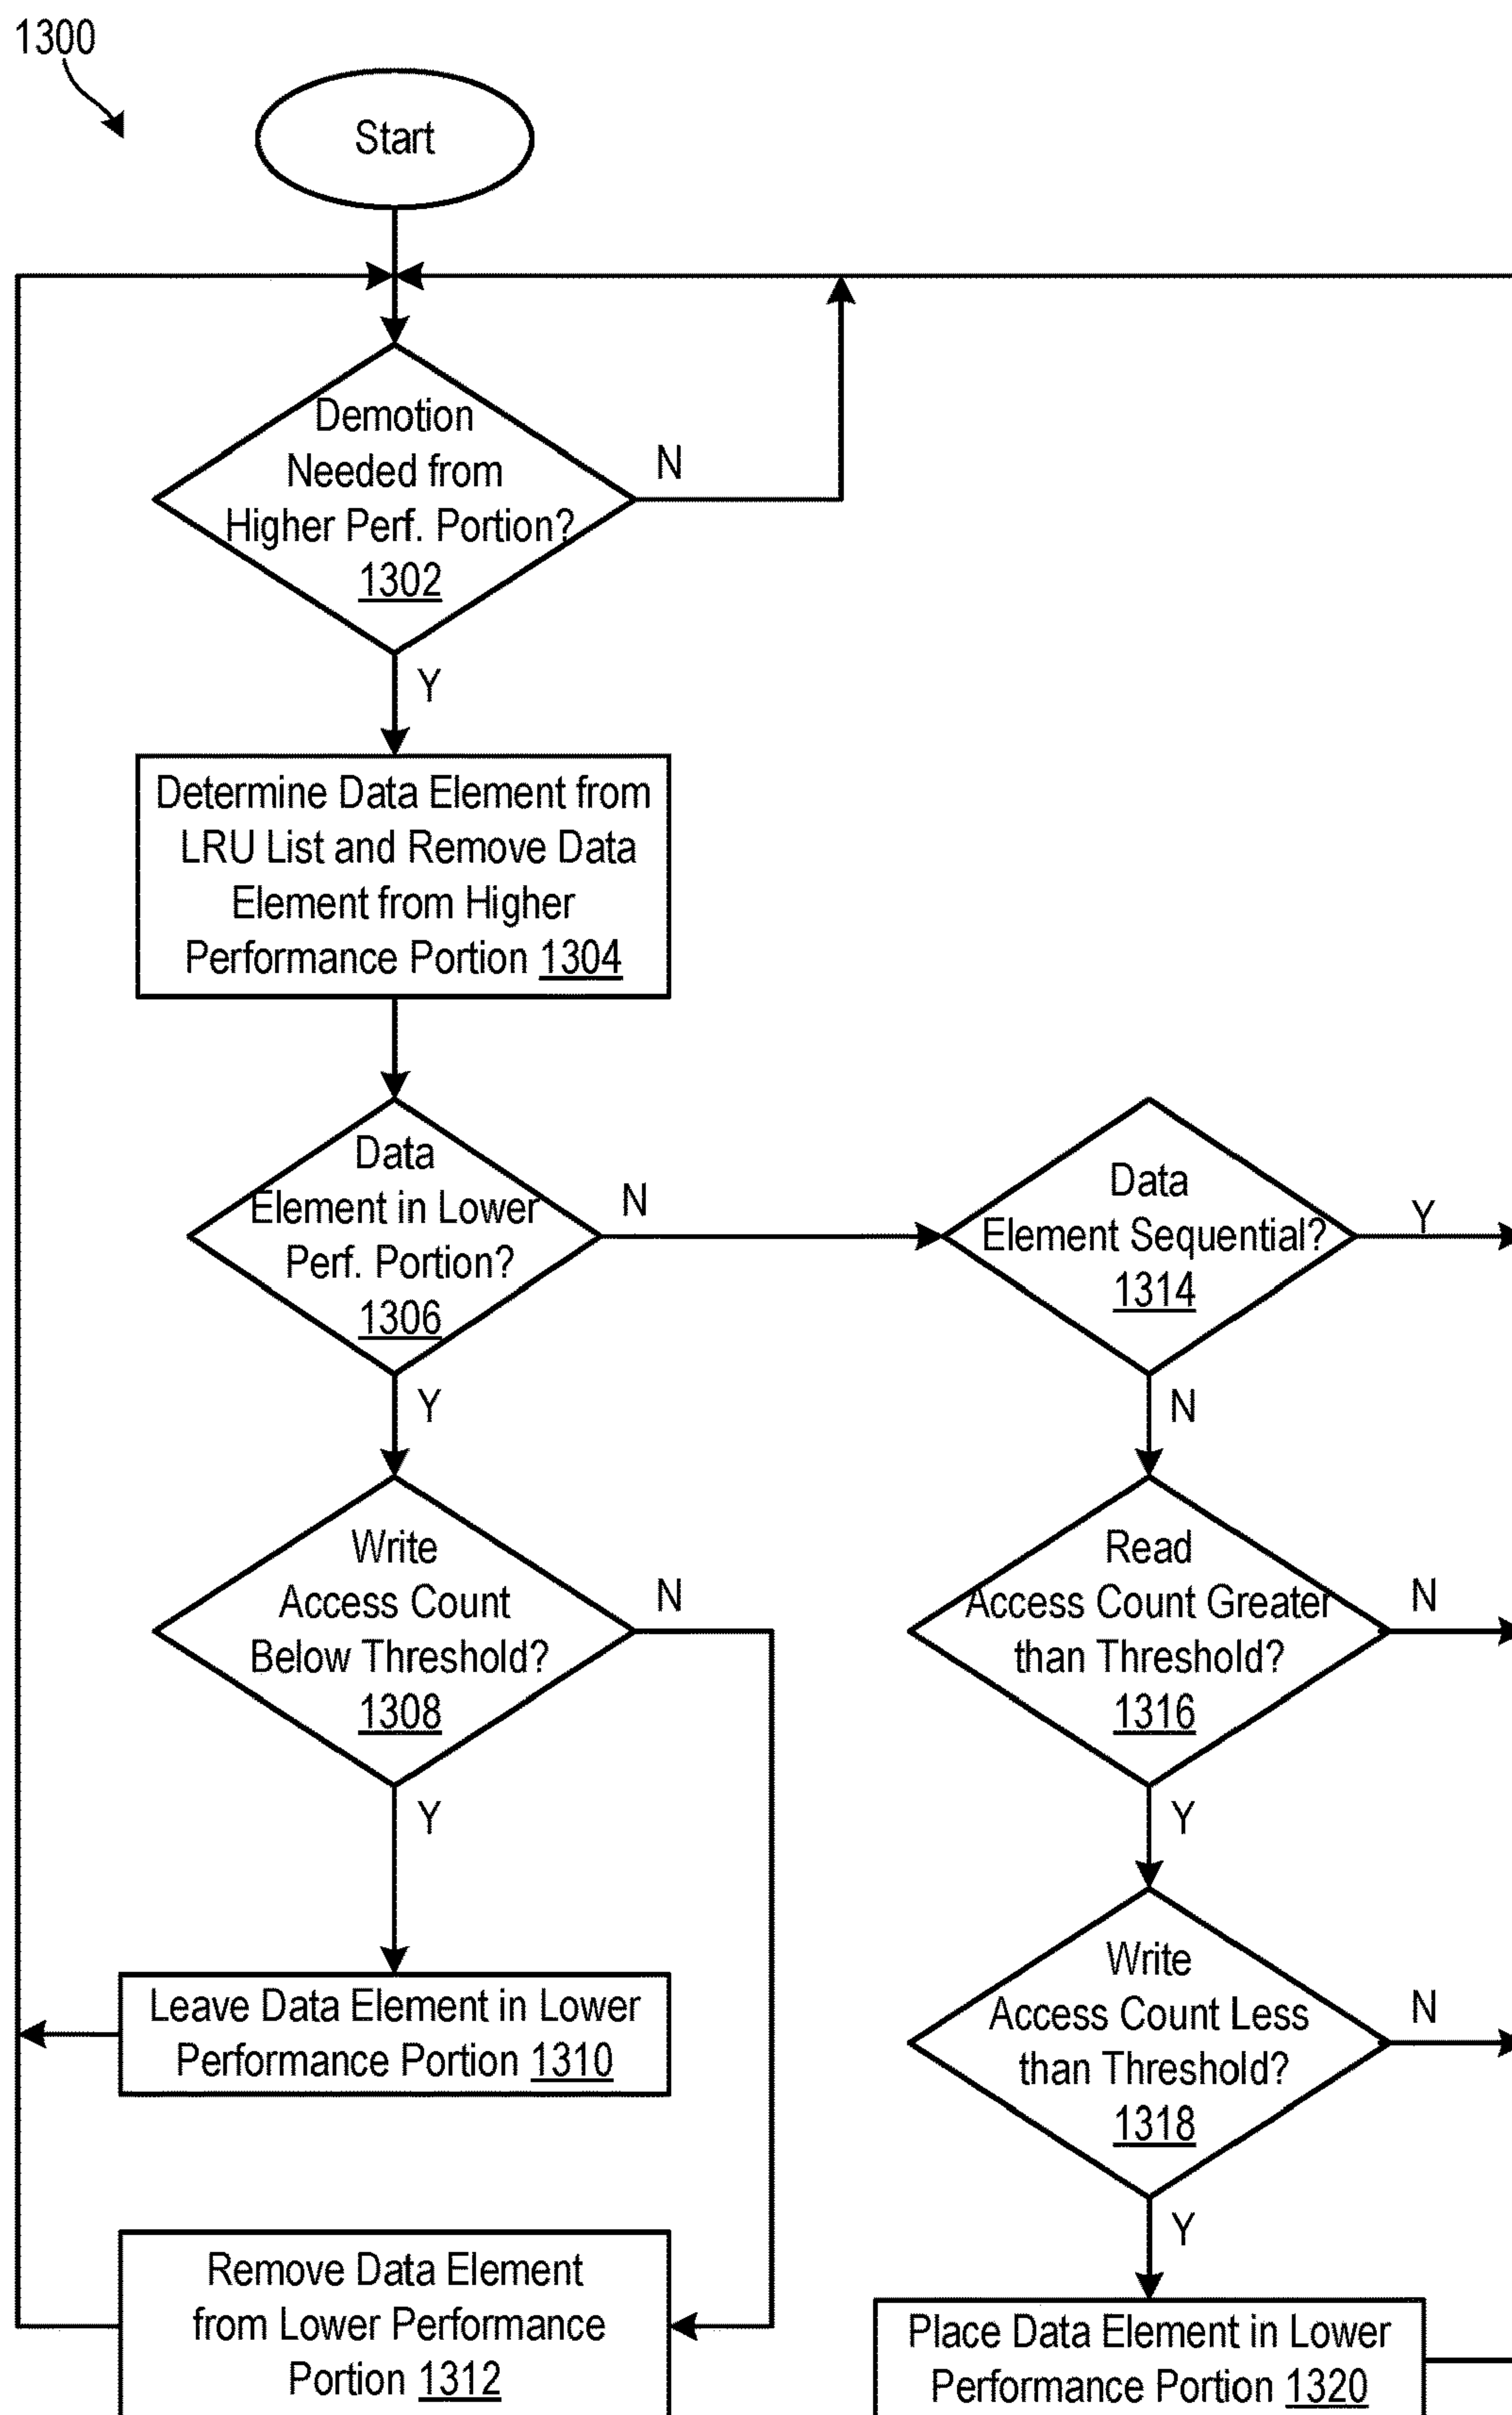 1300
Start
Demotion
Needed from
Higher Perf. Portion?
1302
N
Y
Determine Data Element from
LRU List and Remove Data
Element from Higher
Performance Portion 1304
Data
Element in Lower
Perf. Portion?
1306
N
Y
Data
Element Sequential?
1314
Y
N
Write
Access Count
Below Threshold?
1308
N
Y
Read
Access Count Greater
than Threshold?
1316
N
Y
Leave Data Element in Lower
Performance Portion 1310
Write
Access Count Less
than Threshold?
1318
N
Y
Remove Data Element
from Lower Performance
Portion 1312
Place Data Element in Lower
Performance Portion 1320